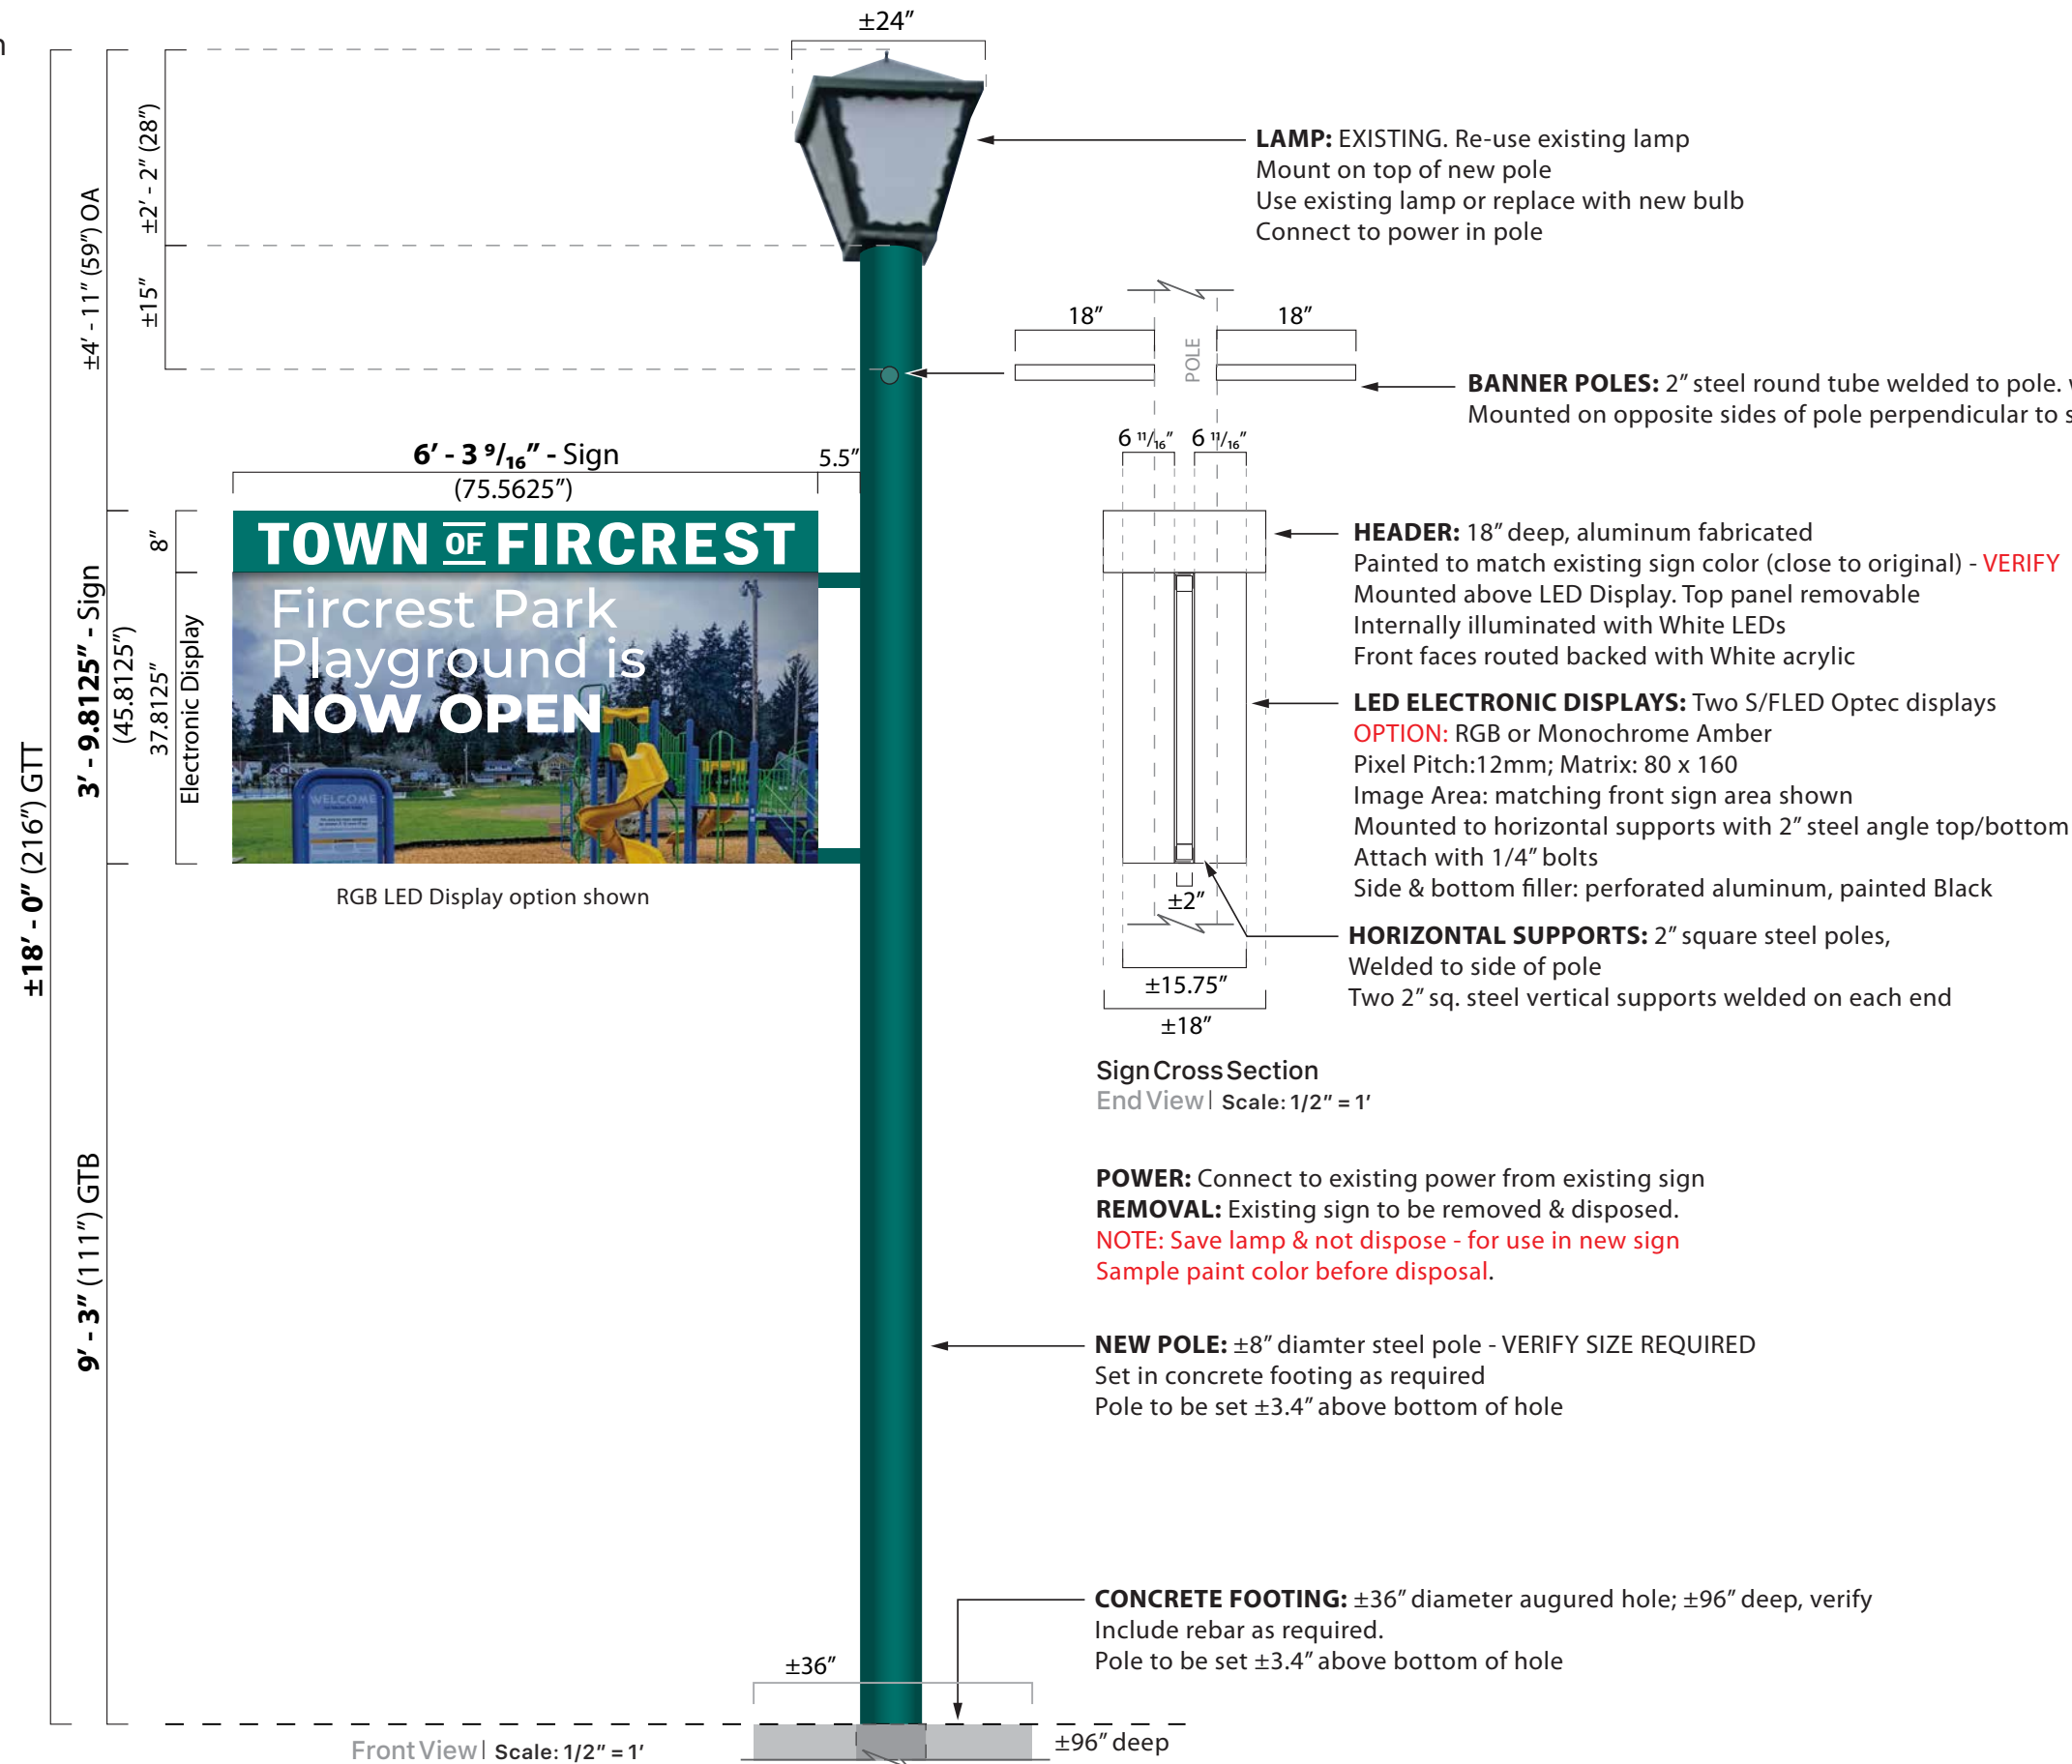 ±24”
±2’ - 2” (28”)
±15”
±4’ - 11” (59”) OA
±18’ - 0” (216”) GTT
LAMP: EXISTING. Re-use existing lamp
Mount on top of new pole
Use existing lamp or replace with new bulb
Connect to power in pole
18”
18”
POLE
BANNER POLES: 2” steel round tube welded to pole.
Mounted on opposite sides of pole perpendicular to
6’ - 3 9/16” - Sign
(75.5625”)
5.5”
6 11/16”
6 11/16”
8”
3’ - 9.8125” - Sign
(45.8125”)
37.8125”
Electronic Display
TOWN OF FIRCREST
Fircrest Park
Playground is
NOW OPEN
WELCOME
RGB LED Display option shown
HEADER: 18” deep, aluminum fabricated
Painted to match existing sign color (close to original) - VERIFY
Mounted above LED Display. Top panel removable
Internally illuminated with White LEDs
Front faces routed backed with White acrylic
LED ELECTRONIC DISPLAYS: Two S/FLED Optec displays
OPTION: RGB or Monochrome Amber
Pixel Pitch:12mm; Matrix: 80 x 160
Image Area: matching front sign area shown
Mounted to horizontal supports with 2” steel angle top/bottom
Attach with 1/4” bolts
Side & bottom filler: perforated aluminum, painted Black
±2”
HORIZONTAL SUPPORTS: 2” square steel poles,
Welded to side of pole
Two 2” sq. steel vertical supports welded on each end
±15.75”
±18”
Sign Cross Section
End View | Scale: 1/2” = 1’
9’ - 3” (111”) GTB
POWER: Connect to existing power from existing sign
REMOVAL: Existing sign to be removed & disposed.
NOTE: Save lamp & not dispose - for use in new sign
Sample paint color before disposal.
NEW POLE: ±8” diamter steel pole - VERIFY SIZE REQUIRED
Set in concrete footing as required
Pole to be set ±3.4” above bottom of hole
CONCRETE FOOTING: ±36” diameter augured hole; ±96” deep, verify
Include rebar as required.
Pole to be set ±3.4” above bottom of hole
±36”
±96” deep
Front View | Scale: 1/2” = 1’